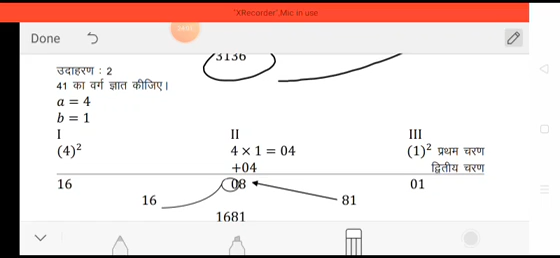 'XRecorder'.Mic in use
Done
3136
उदाहरण : 2
41 का वर्ग ज्ञात कीजिए।
a = 4
b = 1
I II III
(4)² 4 × 1 = 04 (1)² प्रथम चरण
+04 द्वितीय चरण
16 08 01
16 81
1681